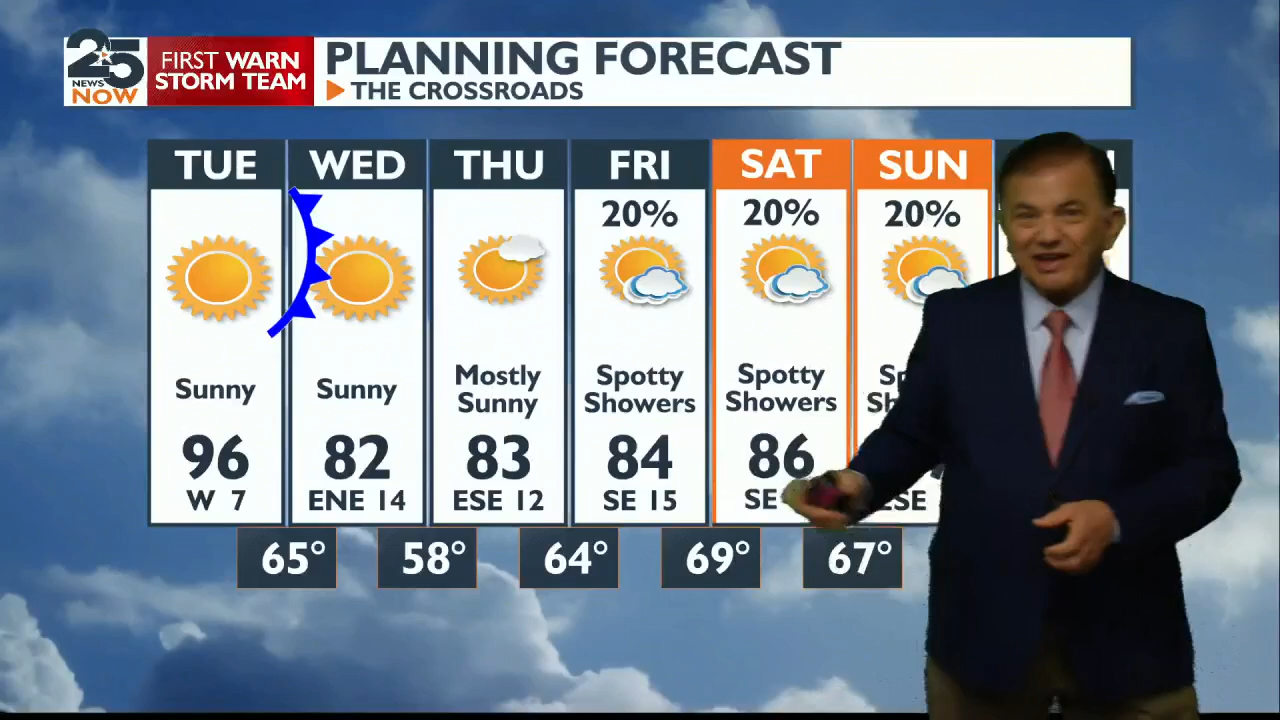 25
NEWS
NOW
FIRST WARN
STORM TEAM
PLANNING FORECAST
THE CROSSROADS
TUE WED THU FRI SAT SUN
20% 20% 20%
Sunny Sunny Mostly Sunny Spotty Showers Spotty Showers
96 82 83 84 86
W 7 ENE 14 ESE 12 SE 15 SE ESE
65° 58° 64° 69° 67°